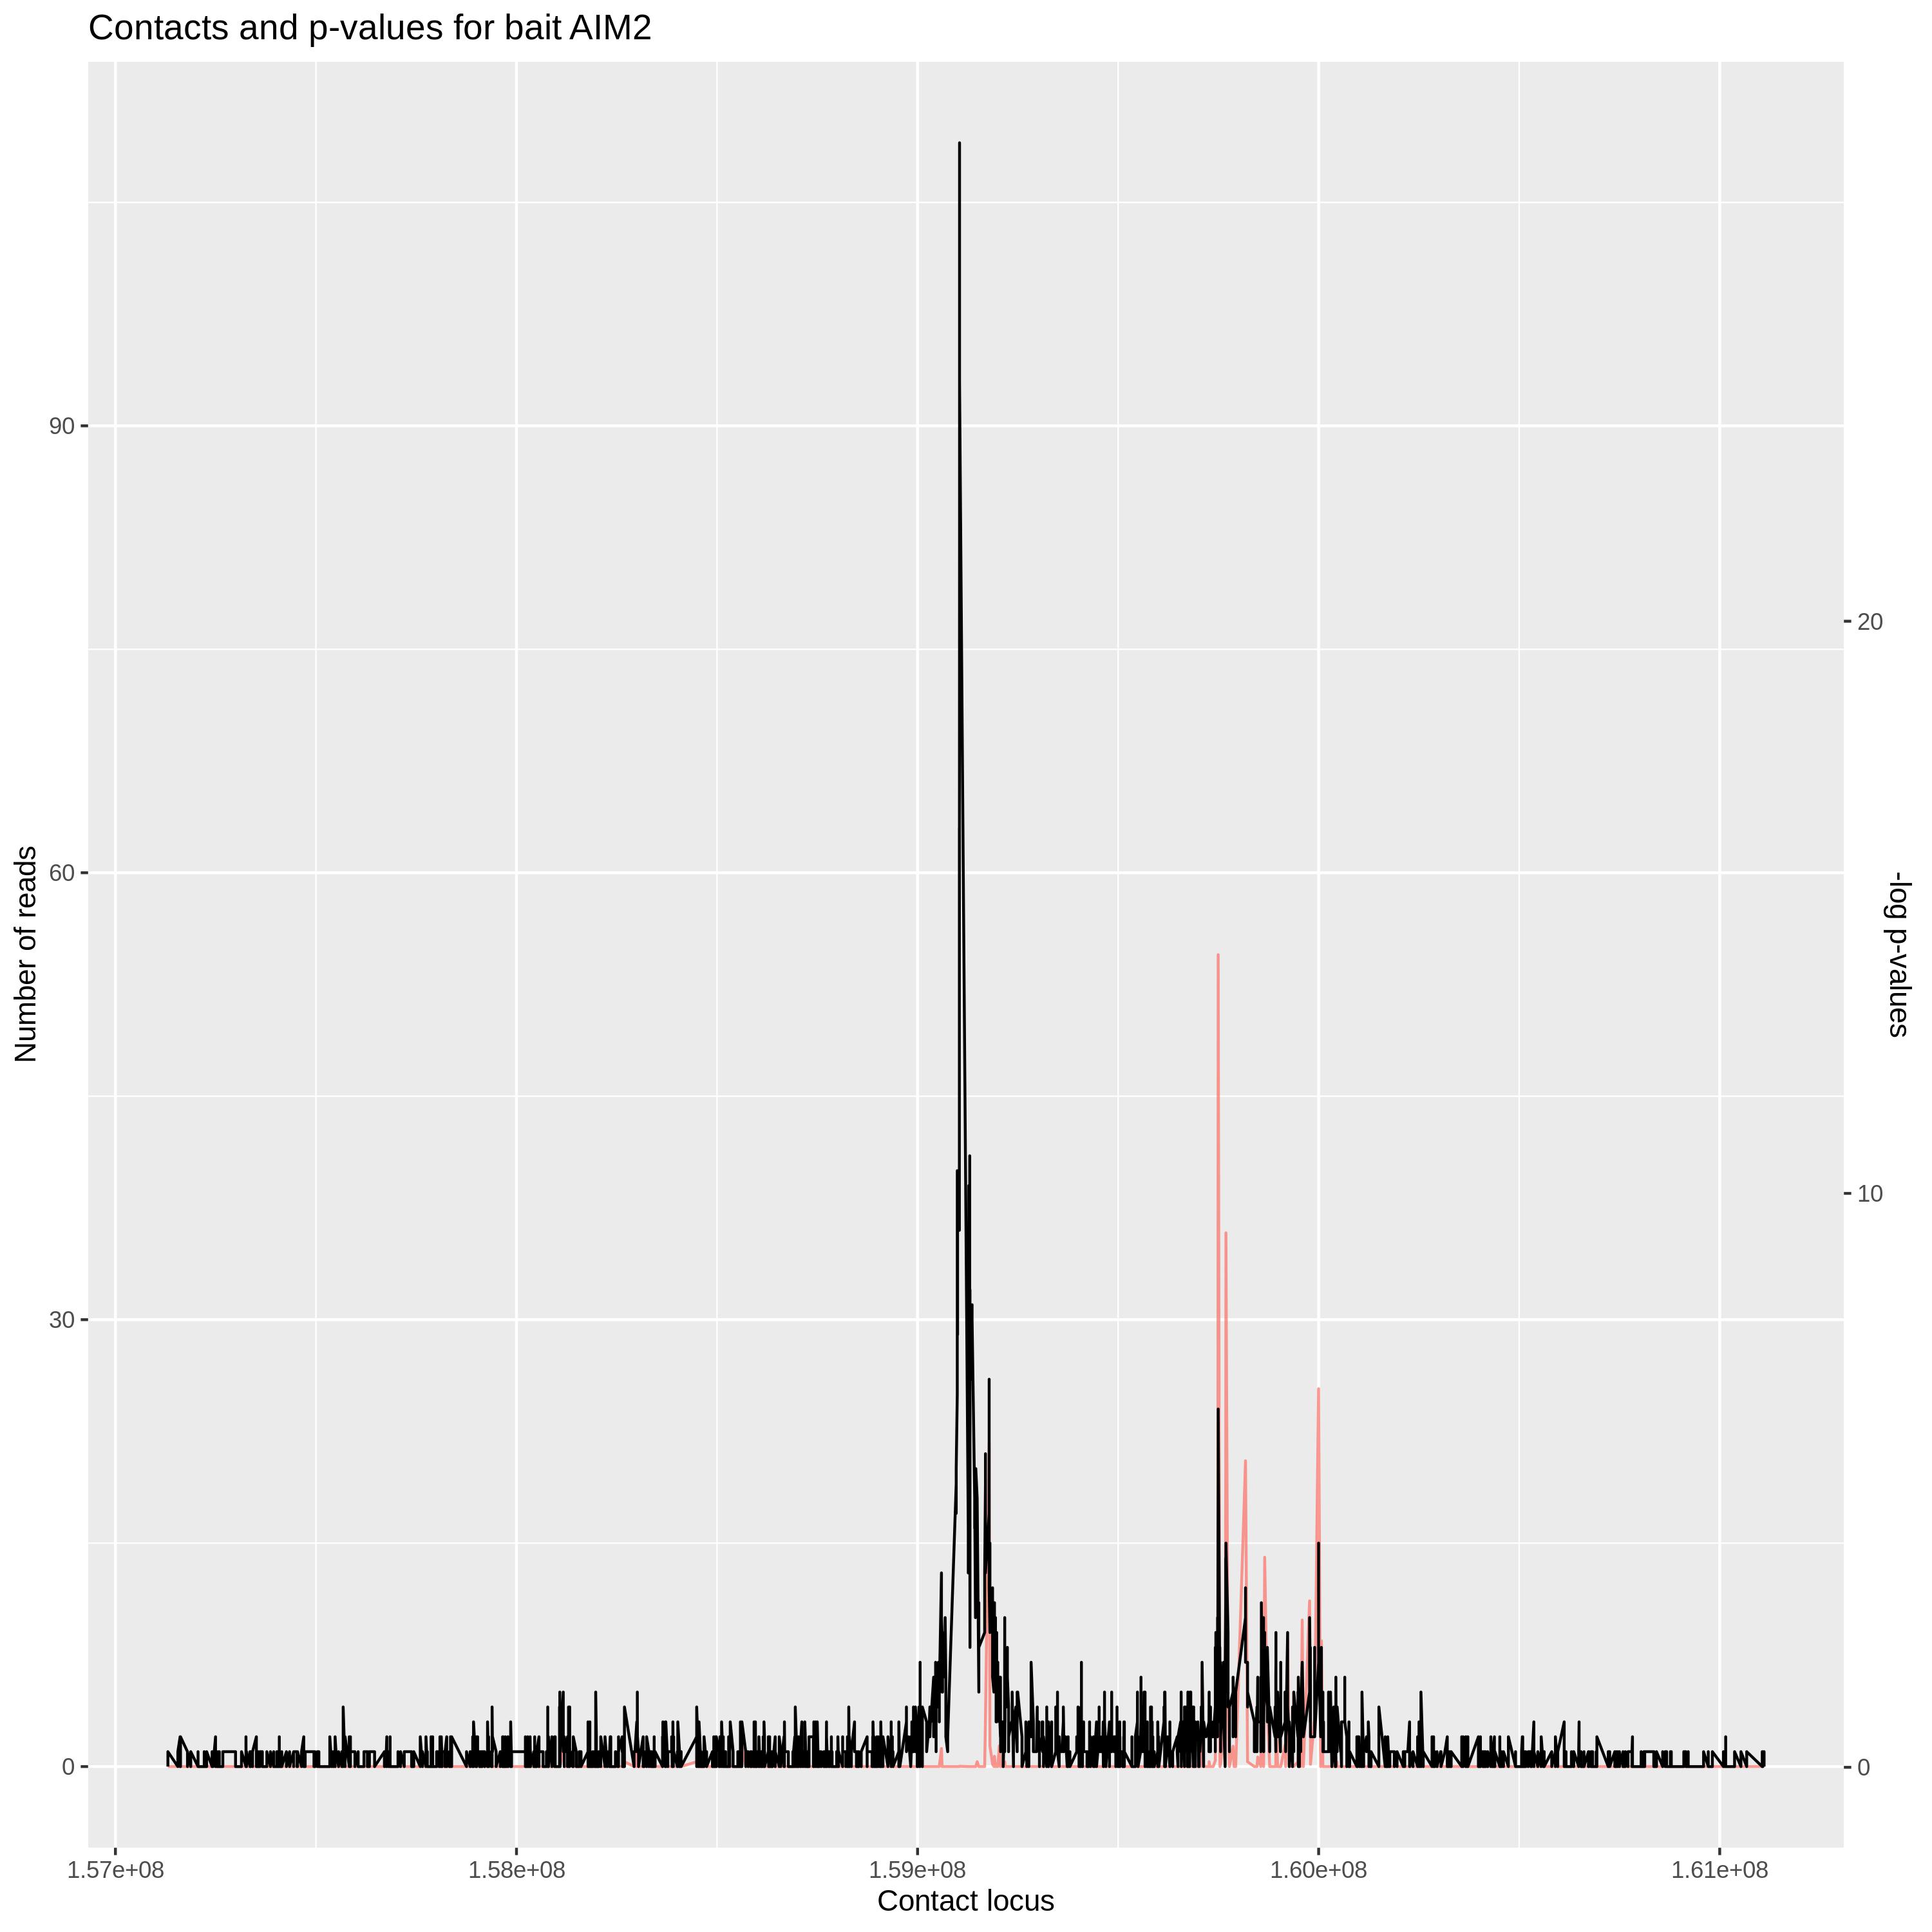 Contacts and p-values for bait AIM2
Number of reads
90
60
30
0
20
10
0
-log p-values
1.57e+08
1.58e+08
1.59e+08
1.60e+08
1.61e+08
Contact locus